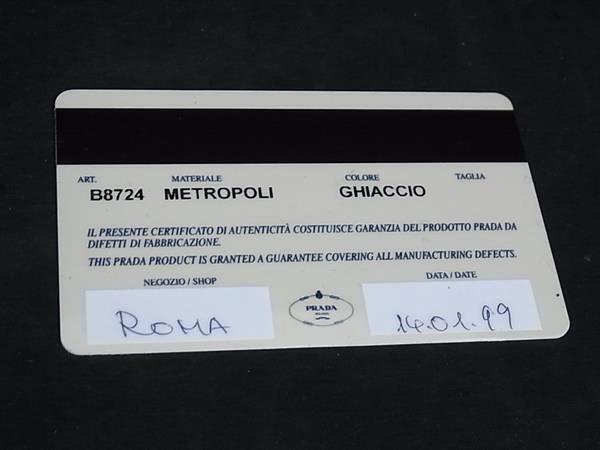 ART. MATERIALE COLORE TAGLIA
B8724 METROPOLI GHIACCIO
IL PRESENTE CERTIFICATO DI AUTENTICITÀ COSTITUISCE GARANZIA DEL PRODOTTO PRADA DA
DIFETTI DI FABBRICAZIONE.
THIS PRADA PRODUCT IS GRANTED A GUARANTEE COVERING ALL MANUFACTURING DEFECTS.
NEGOZIO / SHOP DATA / DATE
ROMA PRADA 14.01.99
MILANO